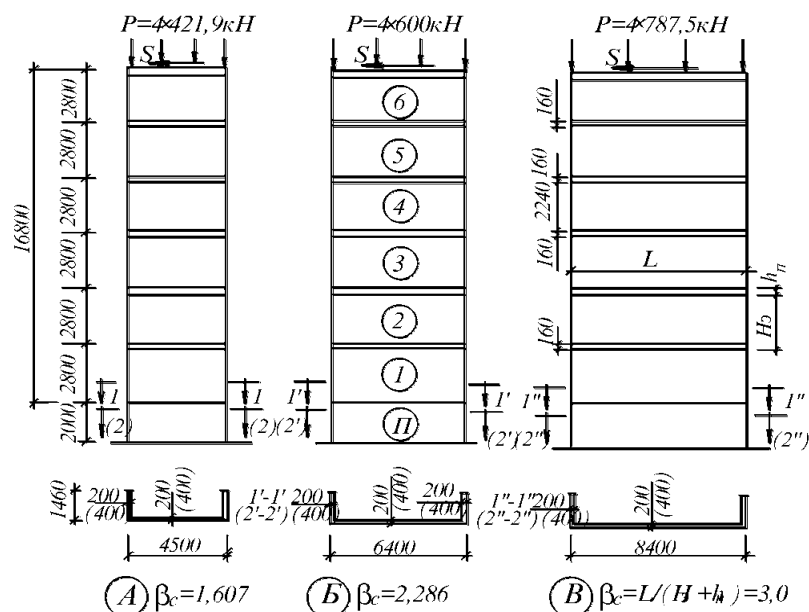 P=4×421,9кН P=4×600кН P=4×787,5кН
S S S
2800 6 160
2800 5 160
2800 4 2240
16800
2800 3 160 L hп
2800 2 160 Hэ
2800 1
1 1 1' 1' 1'' 1''
2000 (2) (2)(2') П (2')(2'') (2'')
1460 200 (400) 200 (400) 1'-1' (2'-2') 200 (400) 200 (400) 200 (400) 1''-1'' (2''-2'') 200 (400) 200 (400)
4500 6400 8400
А βc=1,607 Б βc=2,286 В βc=L/(H +h )=3,0